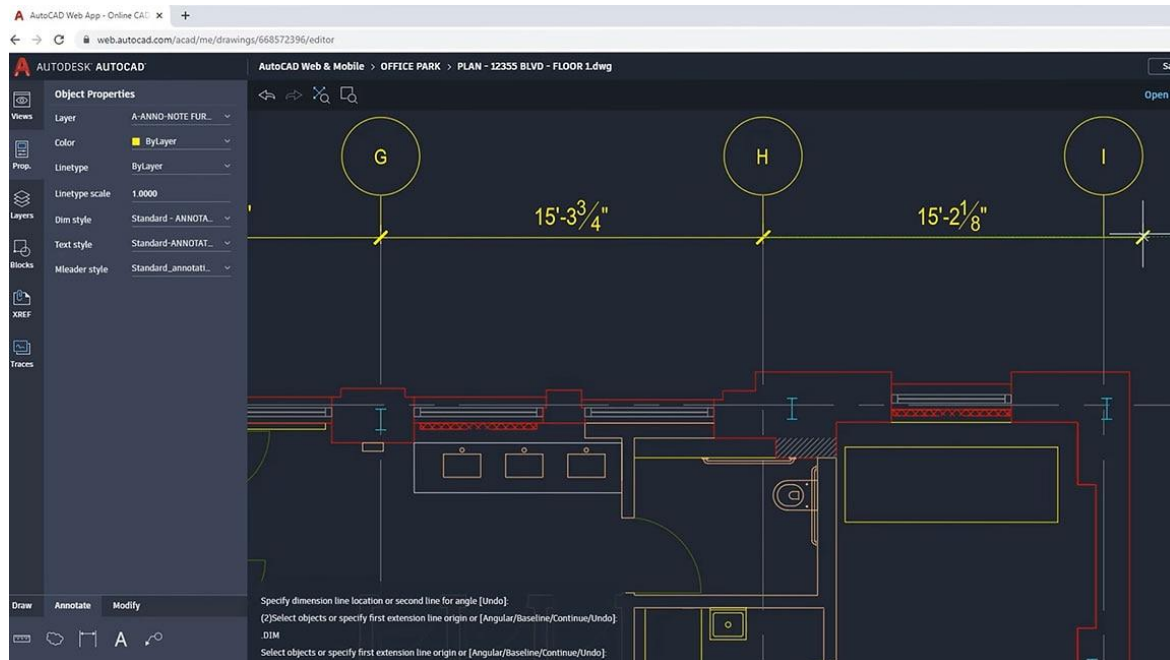 AutoCAD Web App - Online CAD
web.autocad.com/acad/me/drawings/668572396/editor
AUTODESK® AUTOCAD®
AutoCAD Web & Mobile > OFFICE PARK > PLAN - 12355 BLVD - FLOOR 1.dwg
Open
Views
Prop.
Layers
Blocks
XREF
Traces
Object Properties
Layer A-ANNO-NOTE FUR...
Color ByLayer
Linetype ByLayer
Linetype scale 1.0000
Dim style Standard - ANNOTA...
Text style Standard-ANNOTAT...
Mleader style Standard_annotati...
G
H
I
15'-3 3/4"
15'-2 1/8"
Draw Annotate Modify
A
Specify dimension line location or second line for angle [Undo]:
(2)Select objects or specify first extension line origin or [Angular/Baseline/Continue/Undo]:
.DIM
Select objects or specify first extension line origin or [Angular/Baseline/Continue/Undo]: